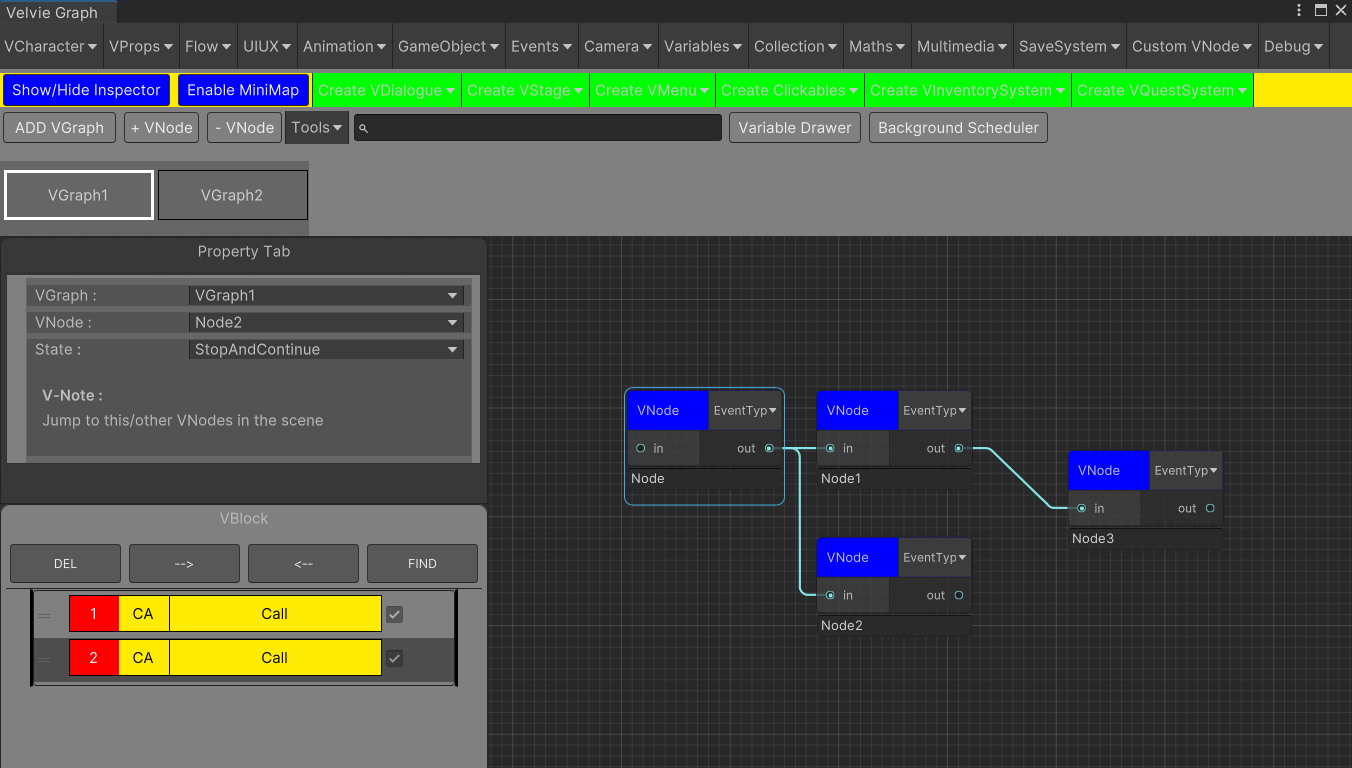 Velvie Graph
VCharacter VProps Flow UIUX Animation GameObject Events Camera Variables Collection Maths Multimedia SaveSystem Custom VNode Debug
Show/Hide Inspector Enable MiniMap Create VDialogue Create VStage Create VMenu Create Clickables Create VInventorySystem Create VQuestSystem
ADD VGraph + VNode - VNode Tools Variable Drawer Background Scheduler
VGraph1 VGraph2
Property Tab
VGraph : VGraph1
VNode : Node2
State : StopAndContinue
V-Note :
Jump to this/other VNodes in the scene
VBlock
DEL --> <-- FIND
1 CA Call
2 CA Call
VNode EventTyp
in out
Node
VNode EventTyp
in out
Node1
VNode EventTyp
in out
Node2
VNode EventTyp
in out
Node3